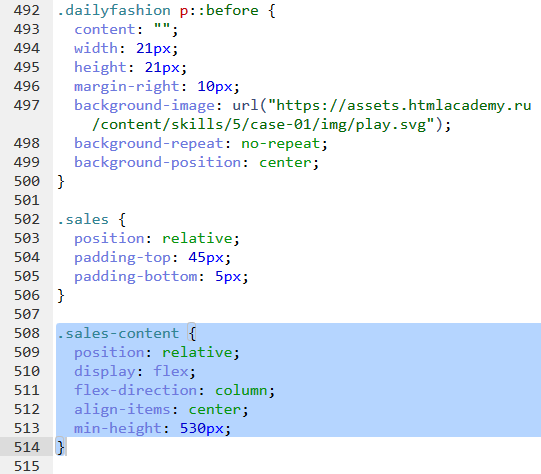 492 .dailyfashion p::before {
493   content: "";
494   width: 21px;
495   height: 21px;
496   margin-right: 10px;
497   background-image: url("https://assets.htmlacademy.ru
    /content/skills/5/case-01/img/play.svg");
498   background-repeat: no-repeat;
499   background-position: center;
500 }
501
502 .sales {
503   position: relative;
504   padding-top: 45px;
505   padding-bottom: 5px;
506 }
507
508 .sales-content {
509   position: relative;
510   display: flex;
511   flex-direction: column;
512   align-items: center;
513   min-height: 530px;
514 }
515